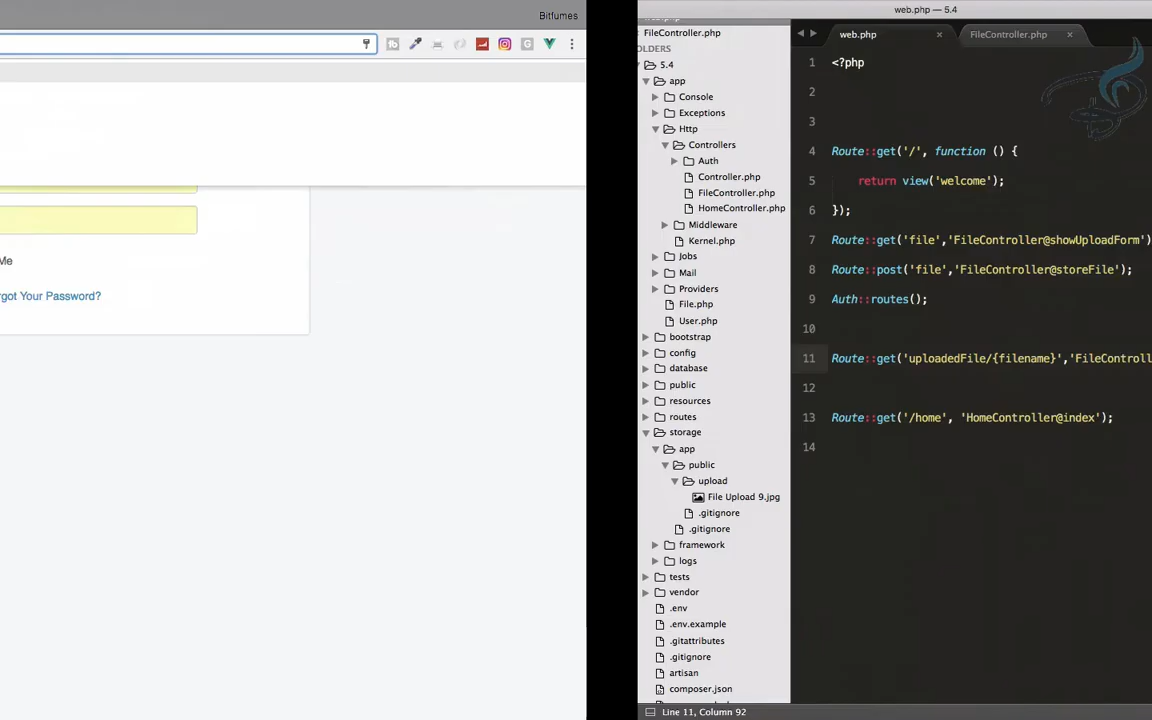 Bitfumes
Me
rgot Your Password?
web.php — 5.4
FileController.php
OLDERS
5.4
app
Console
Exceptions
Http
Controllers
Auth
Controller.php
FileController.php
HomeController.php
Middleware
Kernel.php
Jobs
Mail
Providers
File.php
User.php
bootstrap
config
database
public
resources
routes
storage
app
public
upload
File Upload 9.jpg
.gitignore
.gitignore
framework
logs
tests
vendor
.env
.env.example
.gitattributes
.gitignore
artisan
composer.json
web.php
FileController.php
1 <?php
2
3
4 Route::get('/', function () {
5 return view('welcome');
6 });
7 Route::get('file','FileController@showUploadForm')
8 Route::post('file','FileController@storeFile');
9 Auth::routes();
10
11 Route::get('uploadedFile/{filename}','FileControll
12
13 Route::get('/home', 'HomeController@index');
14
Line 11, Column 92